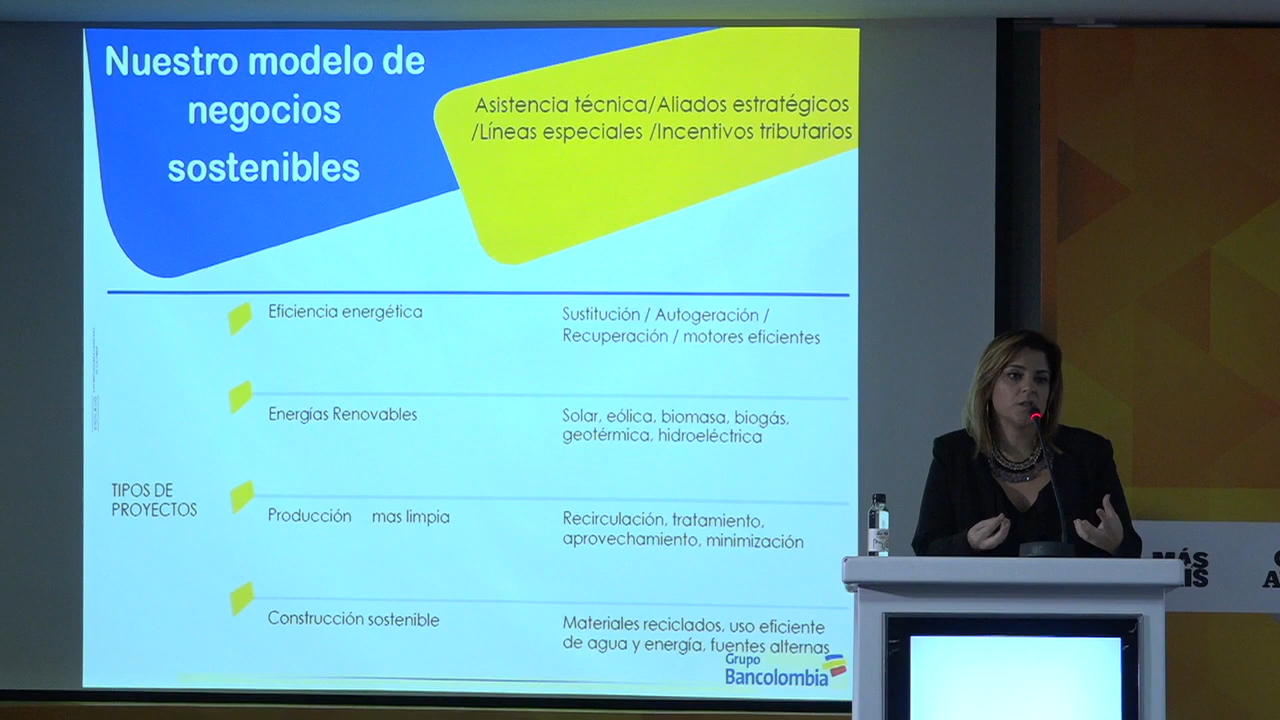 Nuestro modelo de
negocios
sostenibles
Asistencia técnica/Aliados estratégicos
/Líneas especiales /Incentivos tributarios
TIPOS DE
PROYECTOS
Eficiencia energética
Sustitución / Autogeración /
Recuperación / motores eficientes
Energías Renovables
Solar, eólica, biomasa, biogás,
geotérmica, hidroeléctrica
Producción mas limpia
Recirculación, tratamiento,
aprovechamiento, minimización
Construcción sostenible
Materiales reciclados, uso eficiente
de agua y energía, fuentes alternas
Grupo
Bancolombia
MÁS